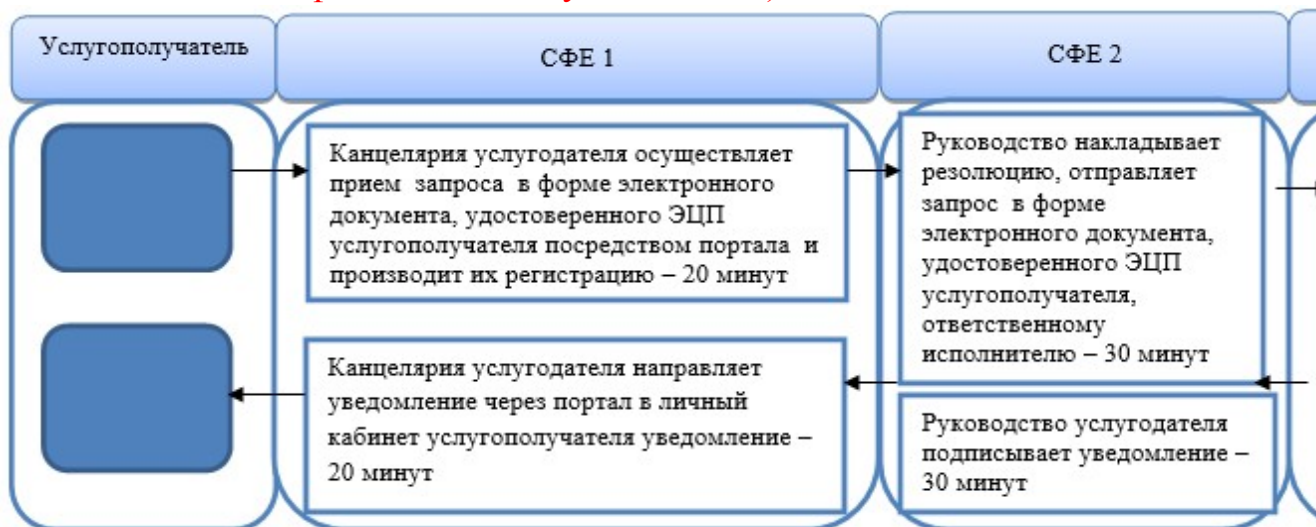 Услугополучатель
СФЕ 1
СФЕ 2
Канцелярия услугодателя осуществляет
прием запроса в форме электронного
документа, удостоверенного ЭЦП
услугополучателя посредством портала и
производит их регистрацию – 20 минут
Руководство накладывает
резолюцию, отправляет
запрос в форме
электронного документа,
удостоверенного ЭЦП
услугополучателя,
ответственному
исполнителю – 30 минут
Канцелярия услугодателя направляет
уведомление через портал в личный
кабинет услугополучателя уведомление –
20 минут
Руководство услугодателя
подписывает уведомление –
30 минут